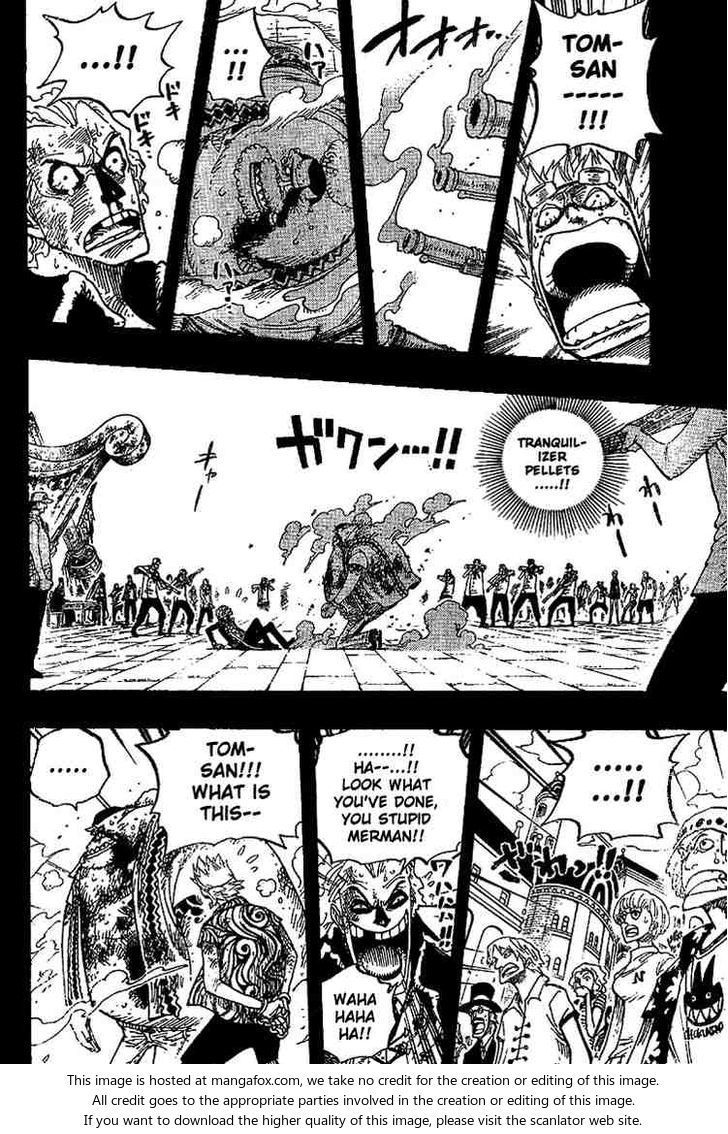 TOM-
SAN
-----
!!!
オオオ...
...
!!
ハァ
ハァ...
...!!
ドキ
ドキ...
TRANQUIL-
IZER
PELLETS
.....!!
わー
わー
ガクン…!!
キャー
.....
...!!
........!!
HA--...!!
LOOK WHAT
YOU'VE DONE,
YOU STUPID
MERMAN!!
ワハハハ!!
WAHA
HAHA
HA!!
TOM-
SAN!!!
WHAT IS
THIS--
.....
N
This image is hosted at mangafox.com, we take no credit for the creation or editing of this image.
All credit goes to the appropriate parties involved in the creation or editing of this image.
If you want to download the higher quality of this image, please visit the scanlator web site.